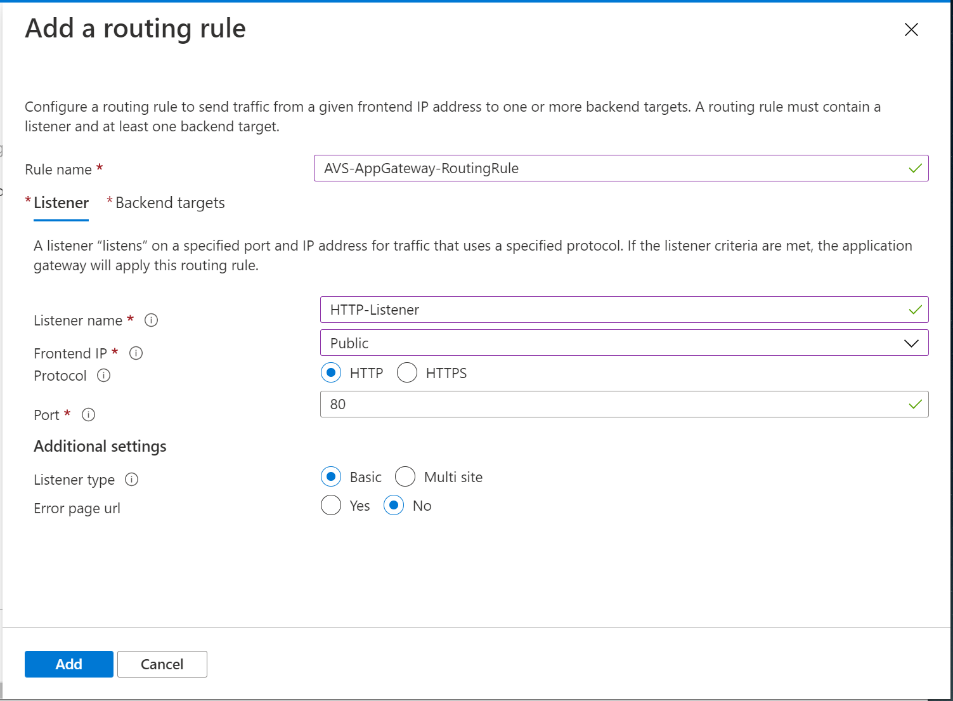 Add a routing rule
Configure a routing rule to send traffic from a given frontend IP address to one or more backend targets. A routing rule must contain a
listener and at least one backend target.
Rule name *
AVS-AppGateway-RoutingRule
* Listener * Backend targets
A listener “listens” on a specified port and IP address for traffic that uses a specified protocol. If the listener criteria are met, the application
gateway will apply this routing rule.
Listener name *
HTTP-Listener
Frontend IP *
Public
Protocol
HTTP HTTPS
Port *
80
Additional settings
Listener type
Basic Multi site
Error page url
Yes No
Add Cancel